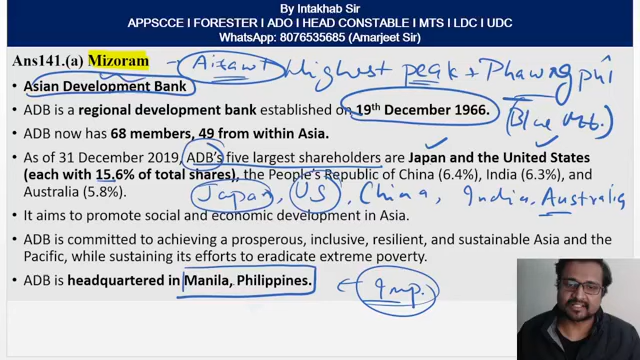 By Intakhab Sir
APPSCCE I FORESTER I ADO I HEAD CONSTABLE I MTS I LDC I UDC
WhatsApp: 8076535685 (Amarjeet Sir)
Ans141.(a) Mizoram - Aizawl Highest peak → Phawngpui
(Blue Mt.)
• Asian Development Bank
• ADB is a regional development bank established on 19th December 1966.
• ADB now has 68 members, 49 from within Asia.
• As of 31 December 2019, ADB's five largest shareholders are Japan and the United States
(each with 15.6% of total shares), the People's Republic of China (6.4%), India (6.3%), and
Australia (5.8%).
Japan, US, China, India, Australia
• It aims to promote social and economic development in Asia.
• ADB is committed to achieving a prosperous, inclusive, resilient, and sustainable Asia and the
Pacific, while sustaining its efforts to eradicate extreme poverty.
• ADB is headquartered in Manila, Philippines. ← Imp.